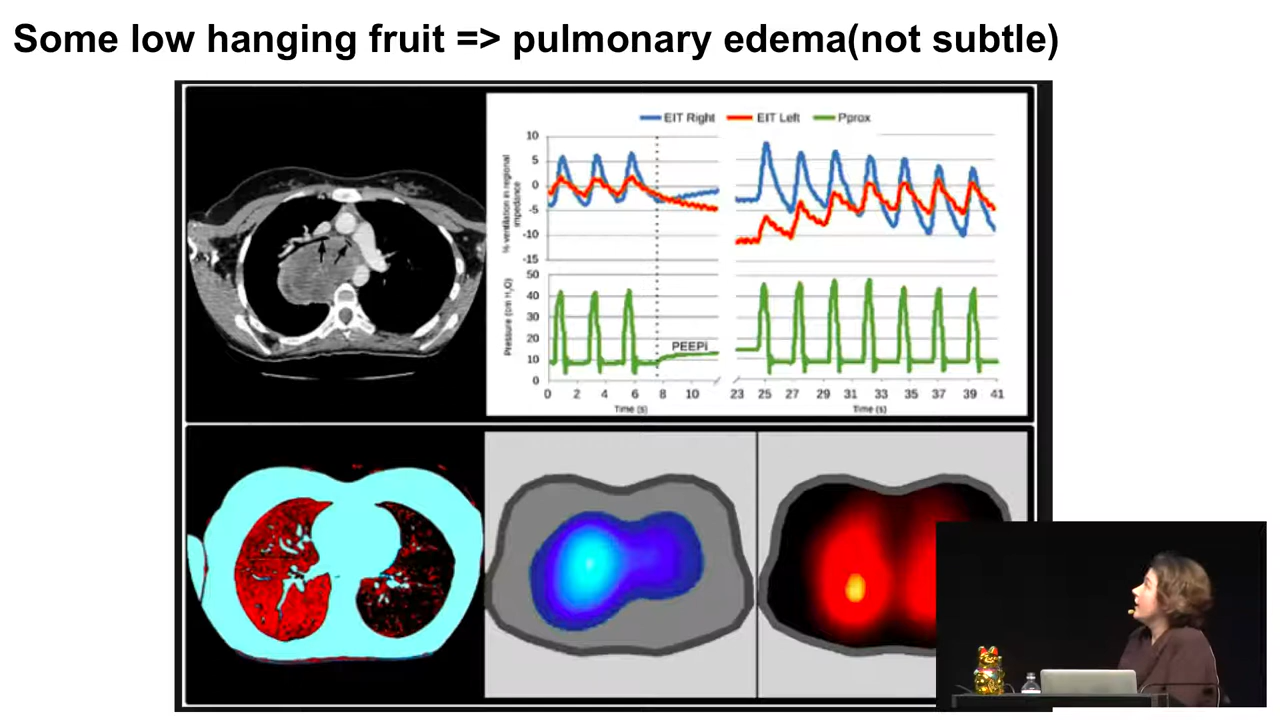 Some low hanging fruit => pulmonary edema(not subtle)
EIT Right EIT Left Pprox
% ventilation in regional
impedance
10
5
0
-5
-10
-15
Pressure (cm H₂O)
50
40
30
20
10
0
PEEPi
0 2 4 6 8 10 23 25 27 29 31 33 35 37 39 41
Time (s) Time (s)